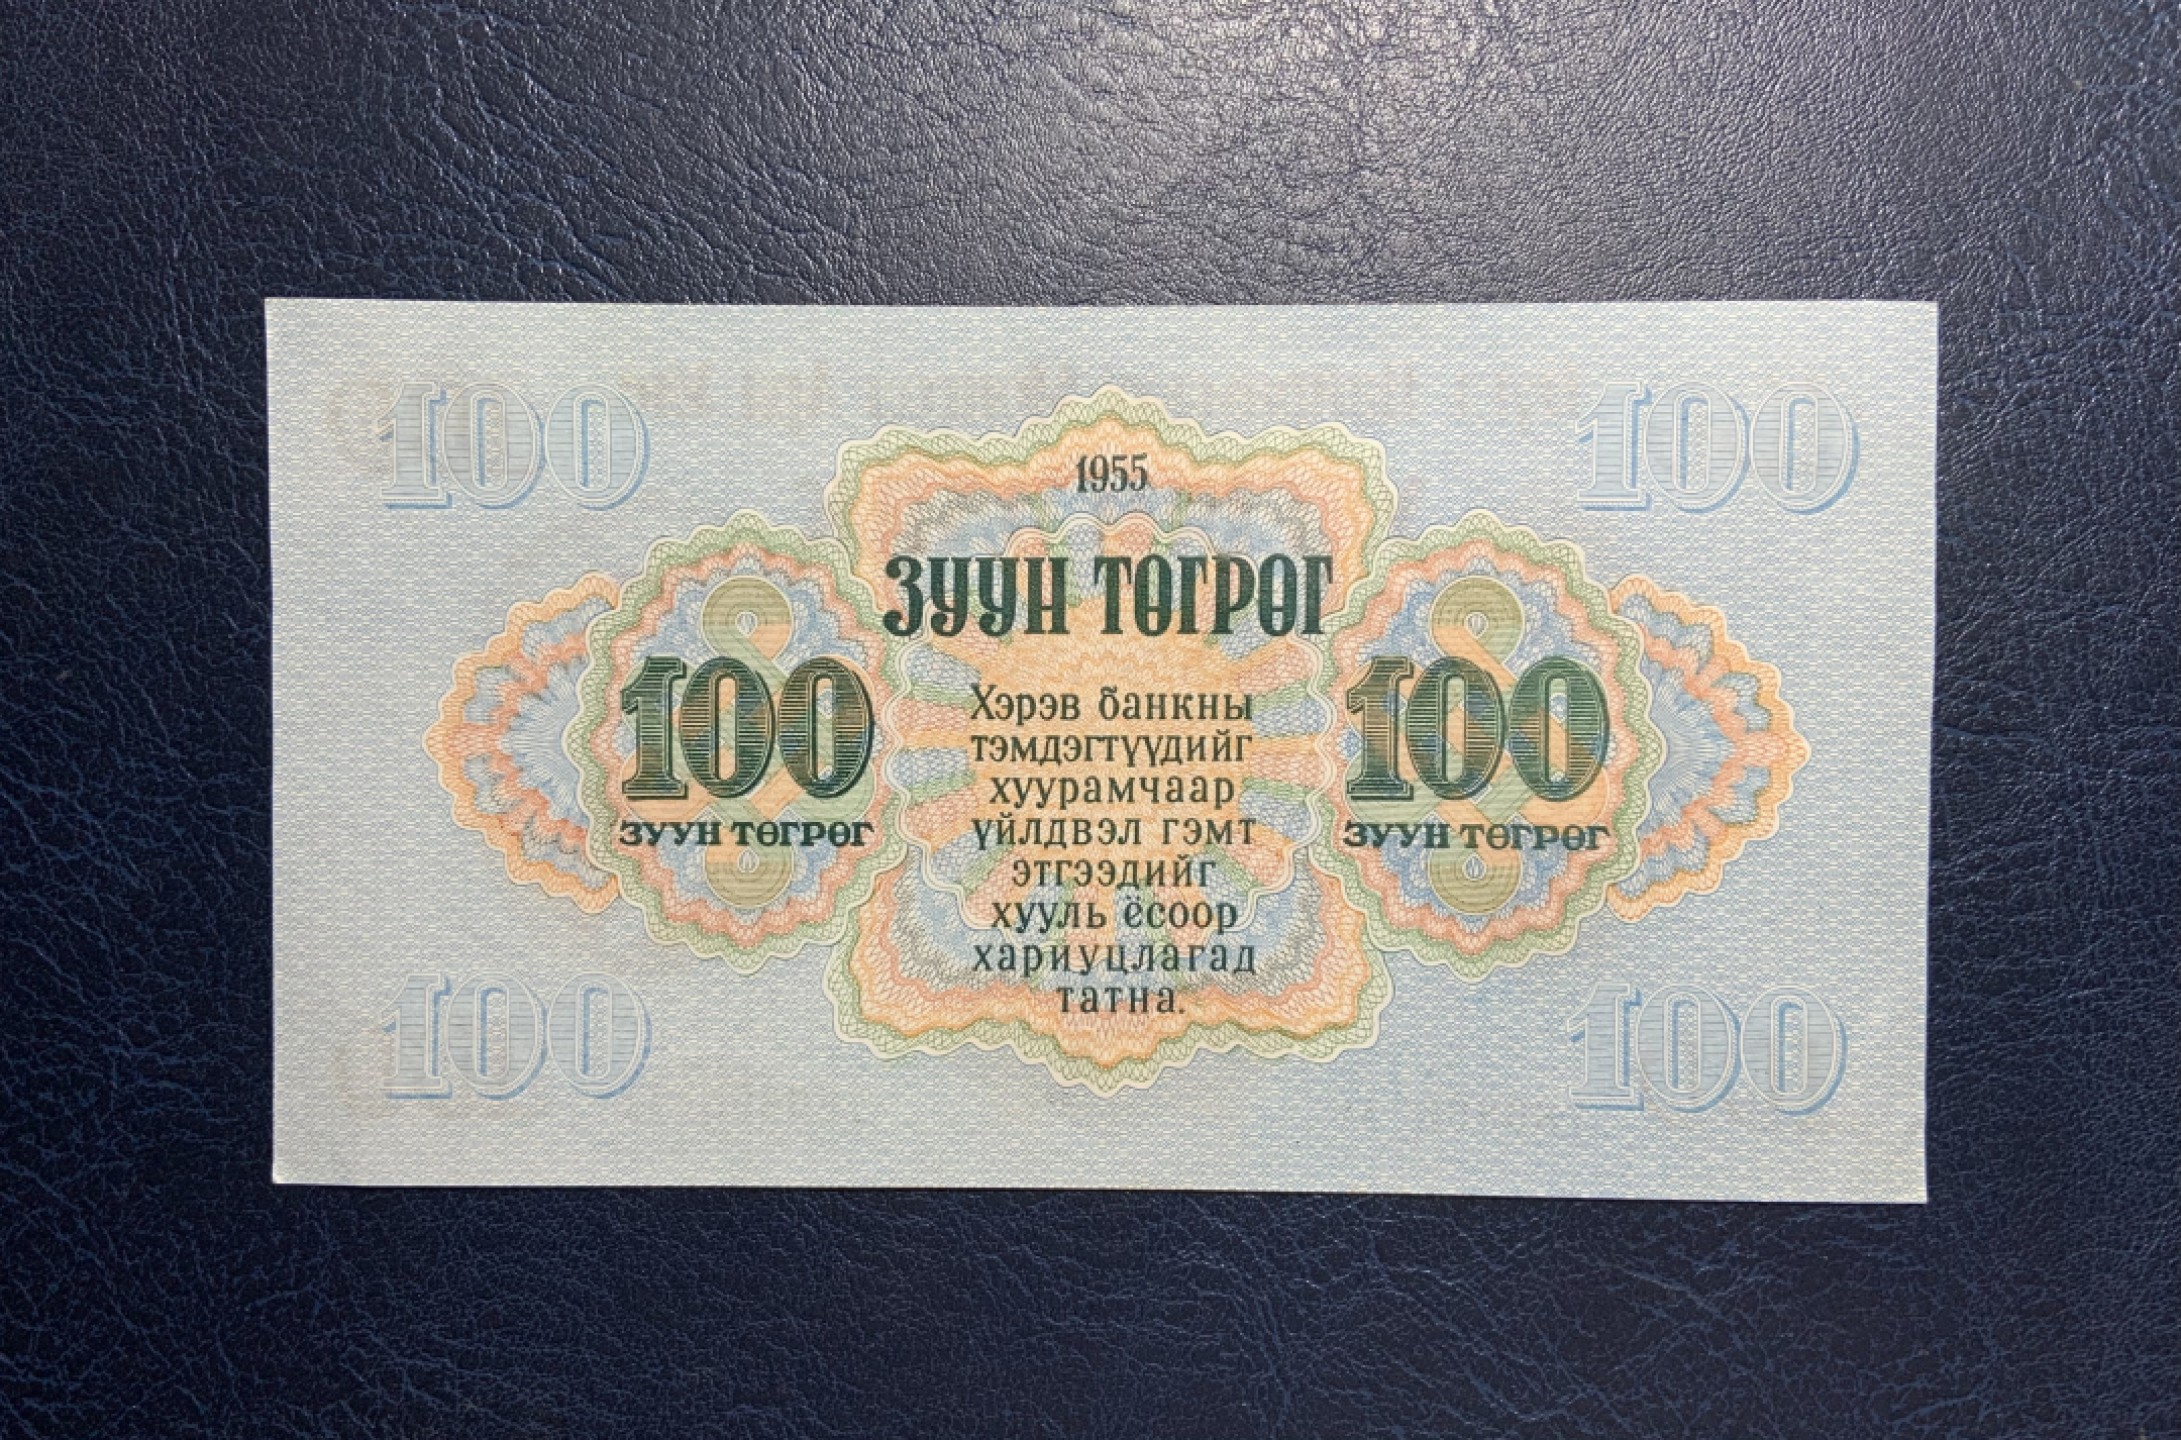 100 100
1955
ЗУУН ТӨГРӨГ
100 100
ЗУУН ТӨГРӨГ ЗУУН ТӨГРӨГ
Хэрэв банкны
тэмдэгтүүдийг
хуурамчаар
үйлдвэл гэмт
этгээдийг
хууль ёсоор
хариуцлагад
татна.
100 100